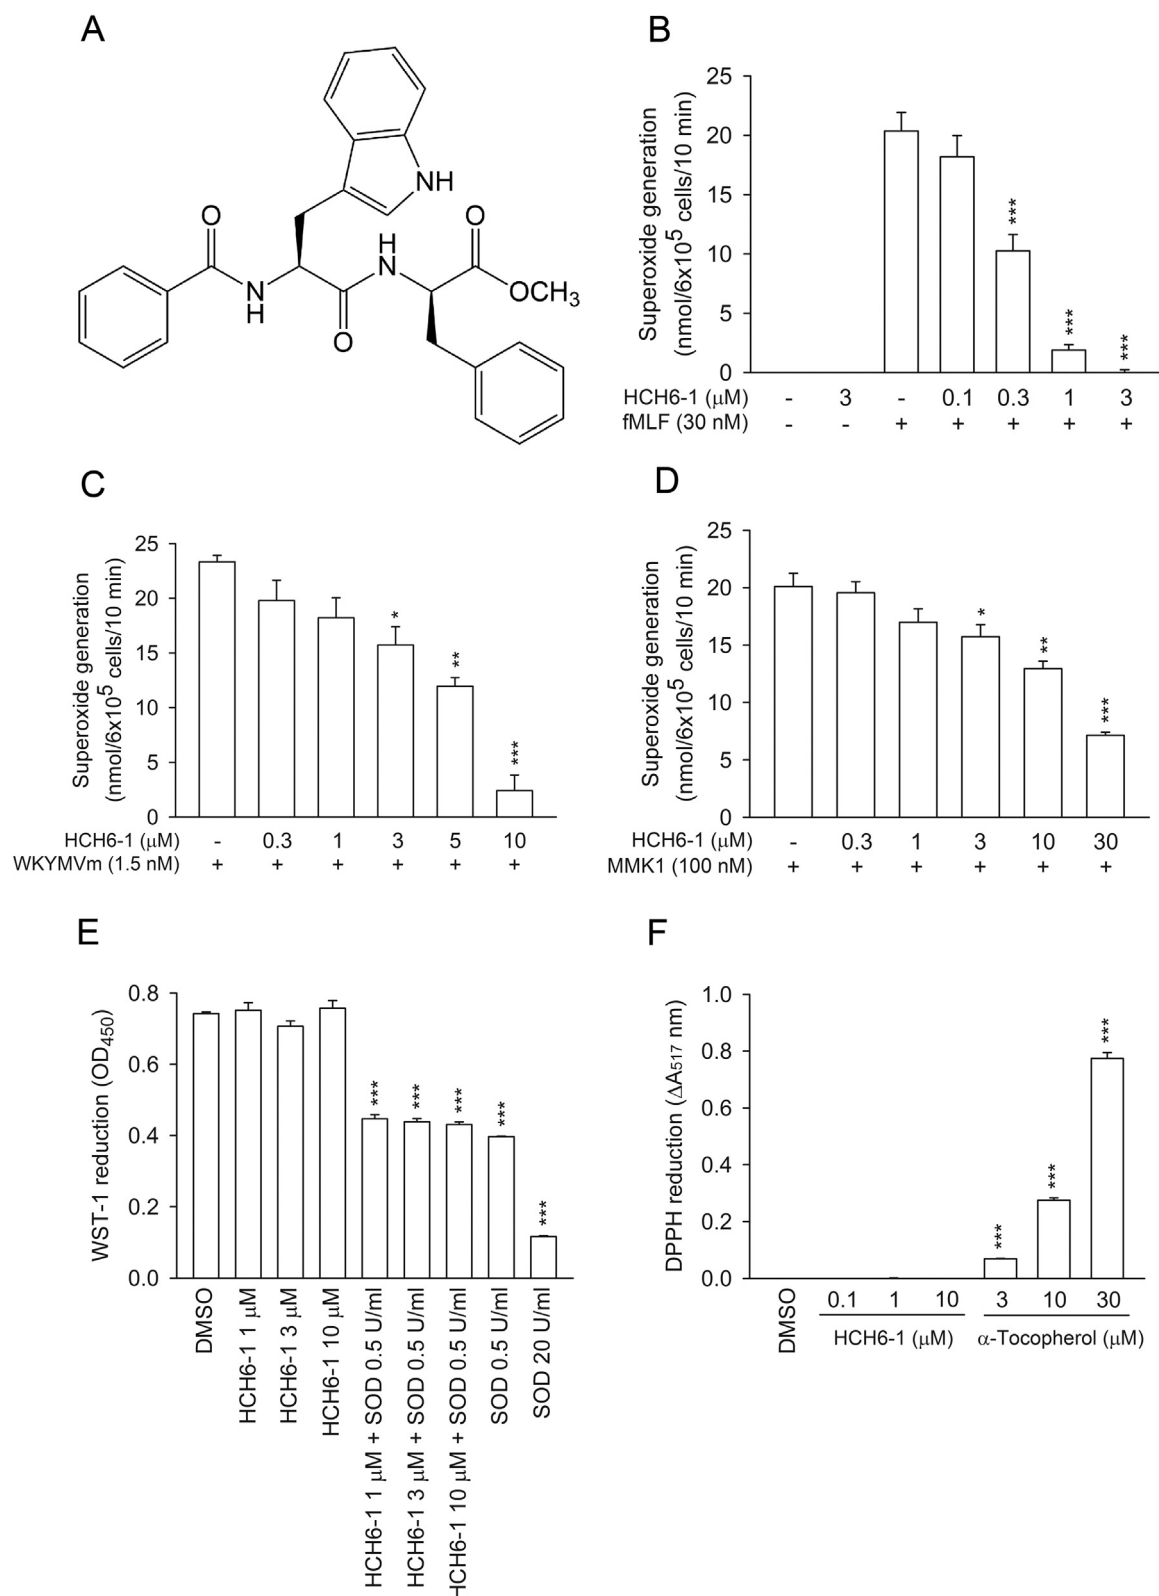 A
O
NH
H
N
O
N
H
O
OCH3
B
Superoxide generation
(nmol/6x10^5 cells/10 min)
25
20
15
10
5
0
***
***
***
HCH6-1 (μM) - 3 - 0.1 0.3 1 3
fMLF (30 nM) - - + + + + +
C
Superoxide generation
(nmol/6x10^5 cells/10 min)
25
20
15
10
5
0
*
**
***
HCH6-1 (μM) - 0.3 1 3 5 10
WKYMVm (1.5 nM) + + + + + +
D
Superoxide generation
(nmol/6x10^5 cells/10 min)
25
20
15
10
5
0
*
**
***
HCH6-1 (μM) - 0.3 1 3 10 30
MMK1 (100 nM) + + + + + +
E
WST-1 reduction (OD450)
0.8
0.6
0.4
0.2
0.0
***
***
***
***
***
DMSO
HCH6-1 1 μM
HCH6-1 3 μM
HCH6-1 10 μM
HCH6-1 1 μM + SOD 0.5 U/ml
HCH6-1 3 μM + SOD 0.5 U/ml
HCH6-1 10 μM + SOD 0.5 U/ml
SOD 0.5 U/ml
SOD 20 U/ml
F
DPPH reduction (ΔA517 nm)
1.0
0.8
0.6
0.4
0.2
0.0
***
***
***
DMSO
0.1 1 10
HCH6-1 (μM)
3 10 30
α-Tocopherol (μM)